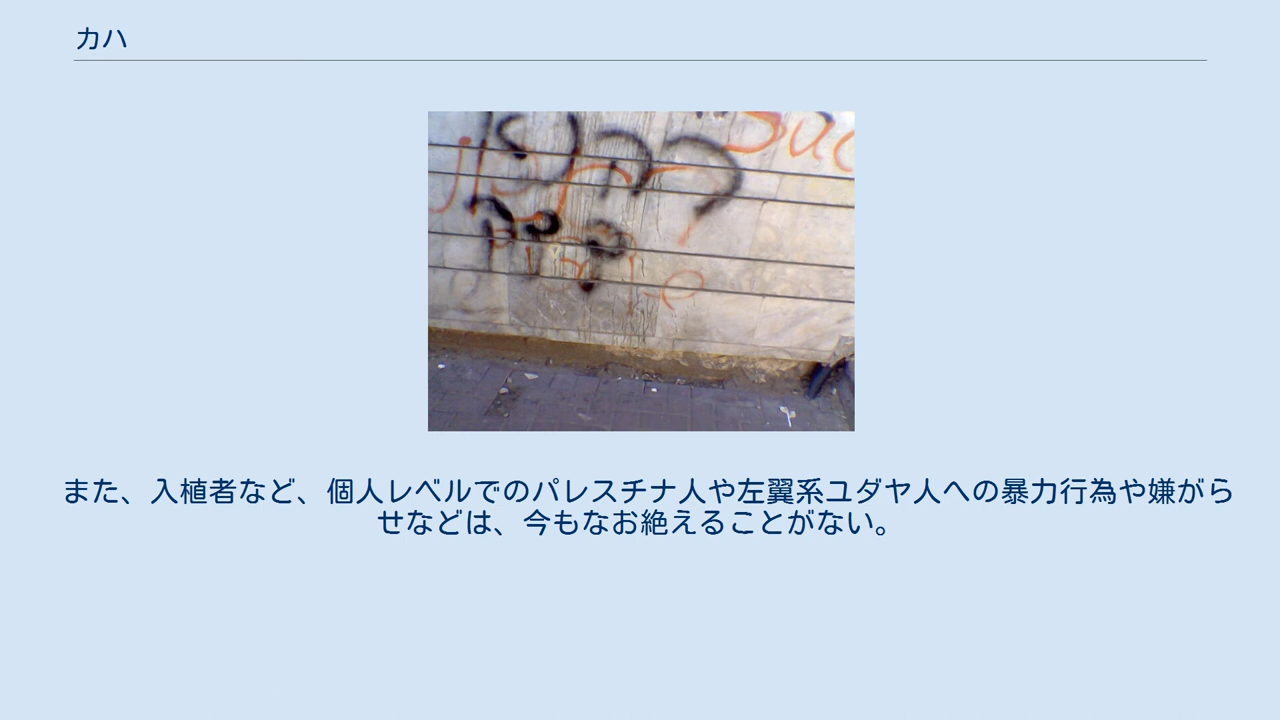 カハ
また、入植者など、個人レベルでのパレスチナ人や左翼系ユダヤ人への暴力行為や嫌がら
せなどは、今もなお絶えることがない。